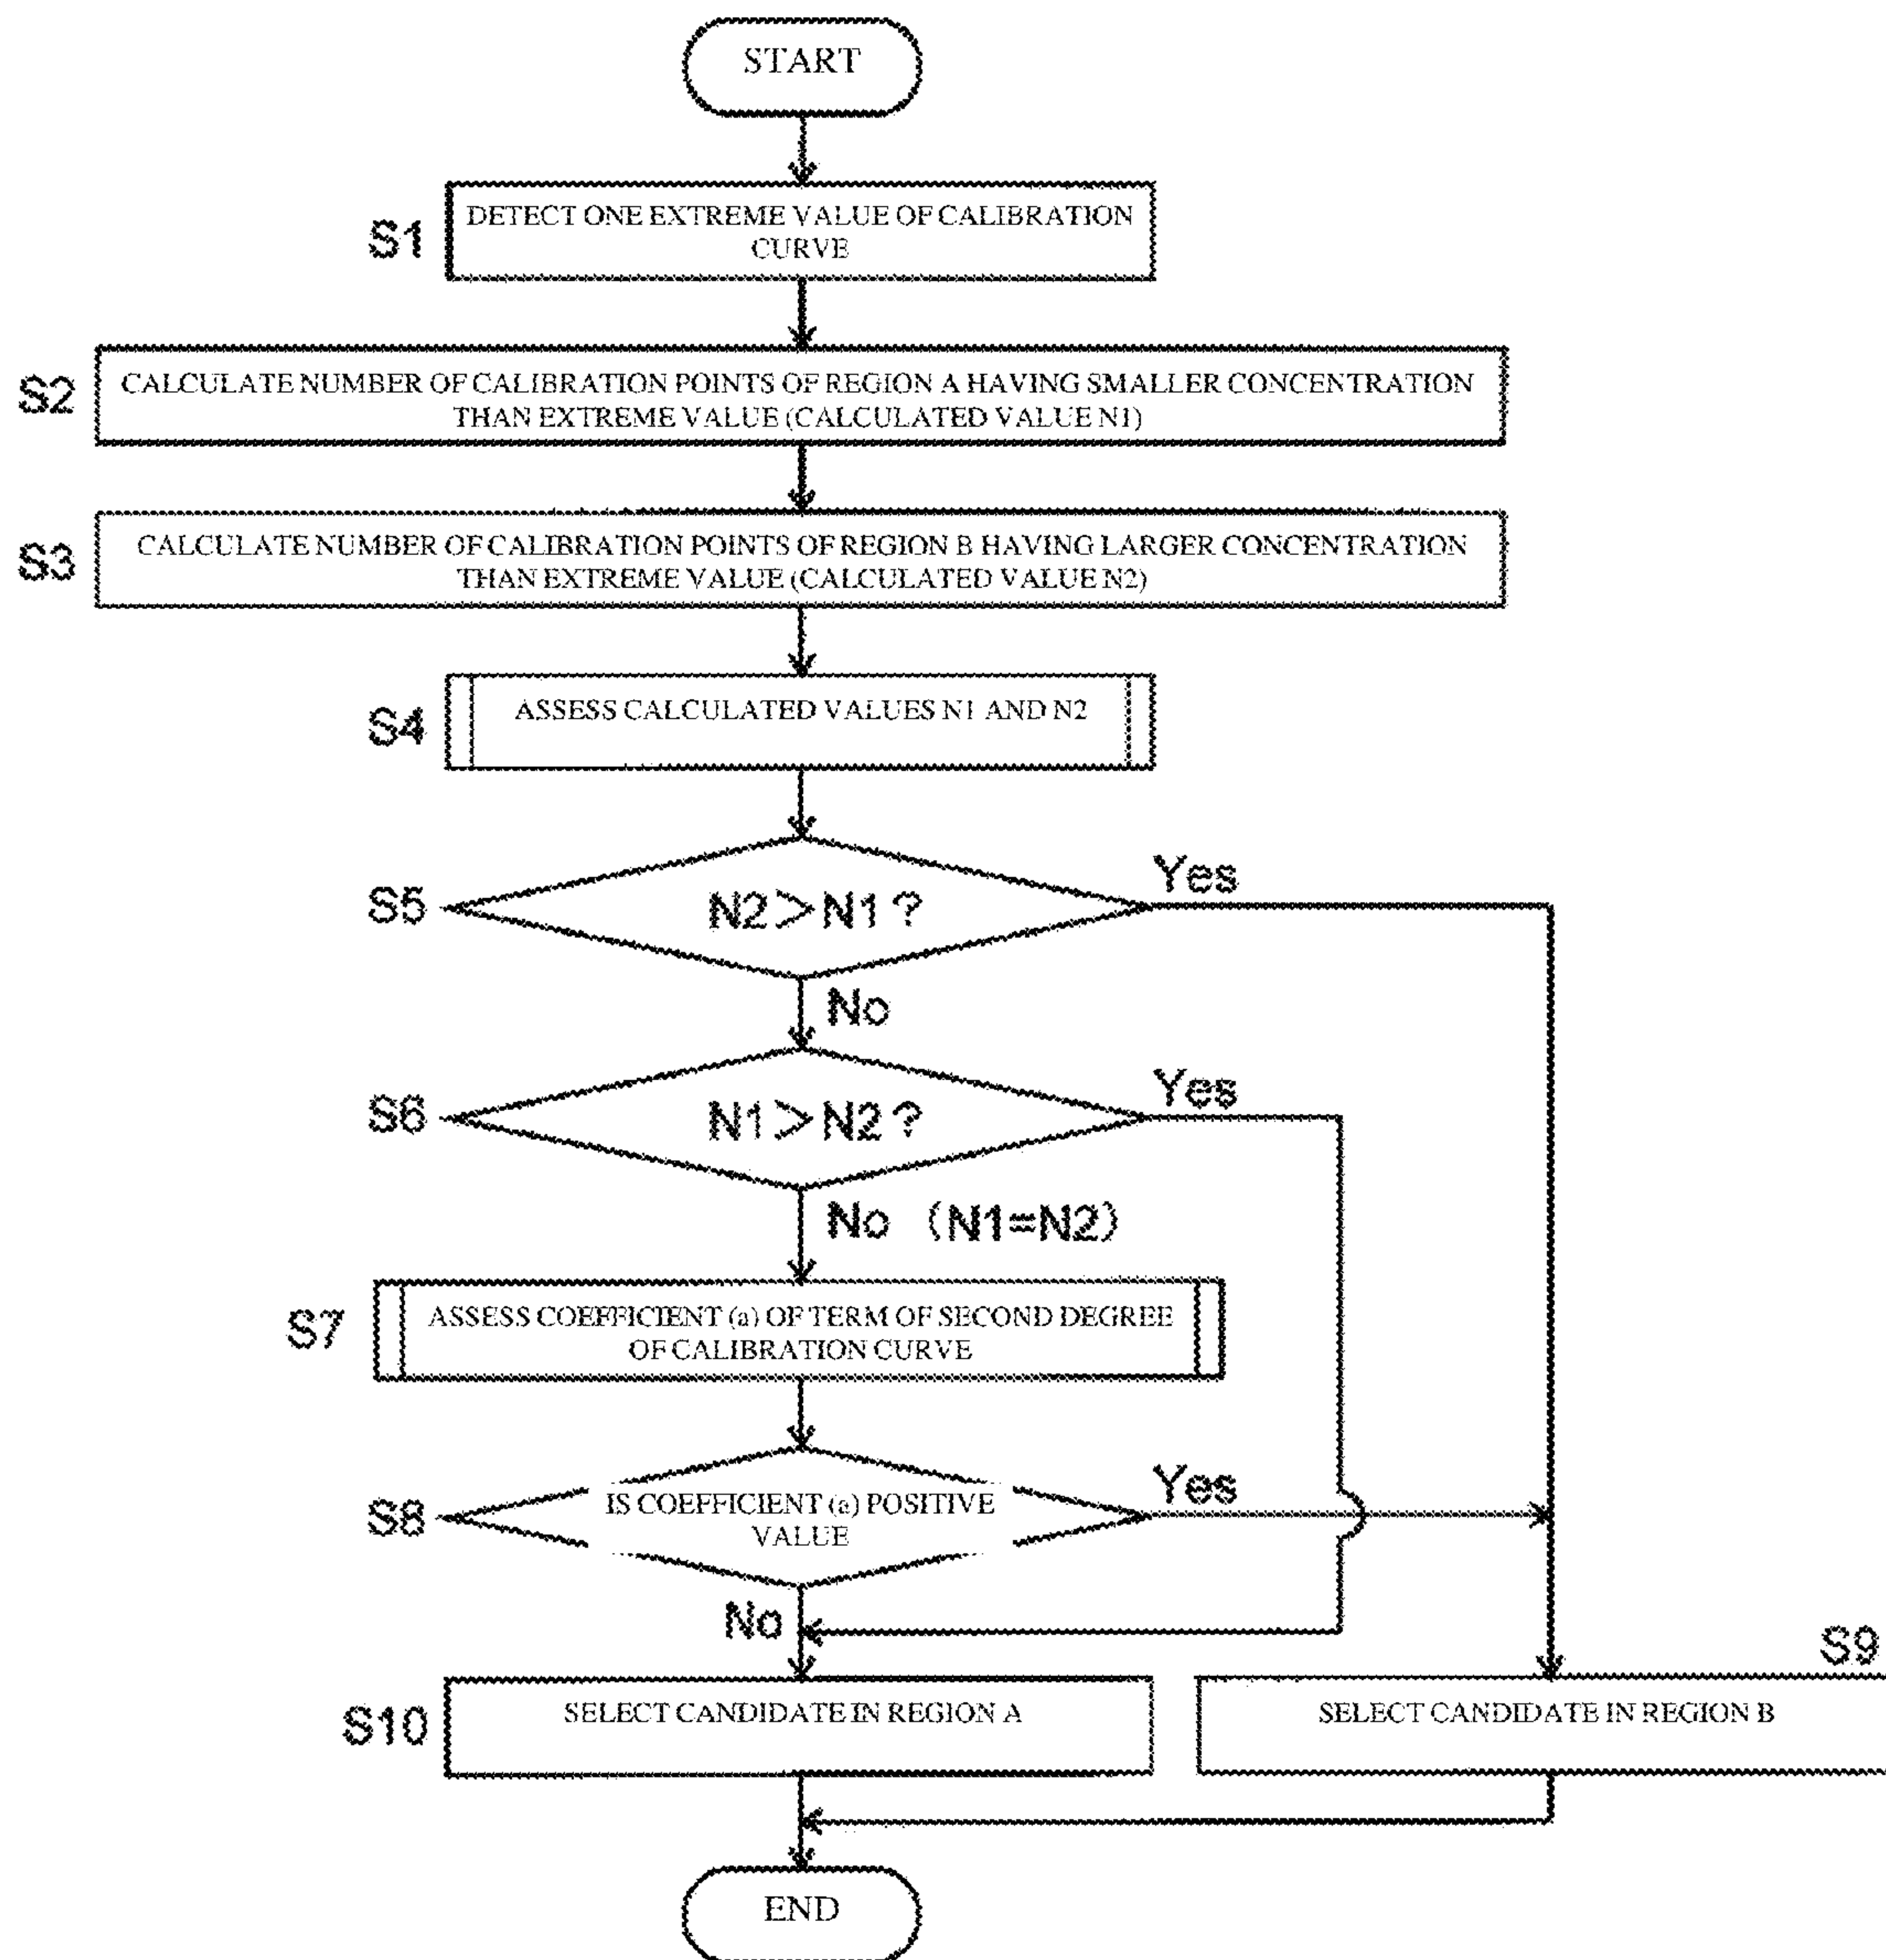 START
S1
DETECT ONE EXTREME VALUE OF CALIBRATION
CURVE
S2
CALCULATE NUMBER OF CALIBRATION POINTS OF REGION A HAVING SMALLER CONCENTRATION
THAN EXTREME VALUE (CALCULATED VALUE N1)
S3
CALCULATE NUMBER OF CALIBRATION POINTS OF REGION B HAVING LARGER CONCENTRATION
THAN EXTREME VALUE (CALCULATED VALUE N2)
S4
ASSESS CALCULATED VALUES N1 AND N2
S5
N2>N1?
Yes
No
S6
N1>N2?
Yes
No (N1=N2)
S7
ASSESS COEFFICIENT (a) OF TERM OF SECOND DEGREE
OF CALIBRATION CURVE
S8
IS COEFFICIENT (a) POSITIVE
VALUE
Yes
No
S10
SELECT CANDIDATE IN REGION A
S9
SELECT CANDIDATE IN REGION B
END